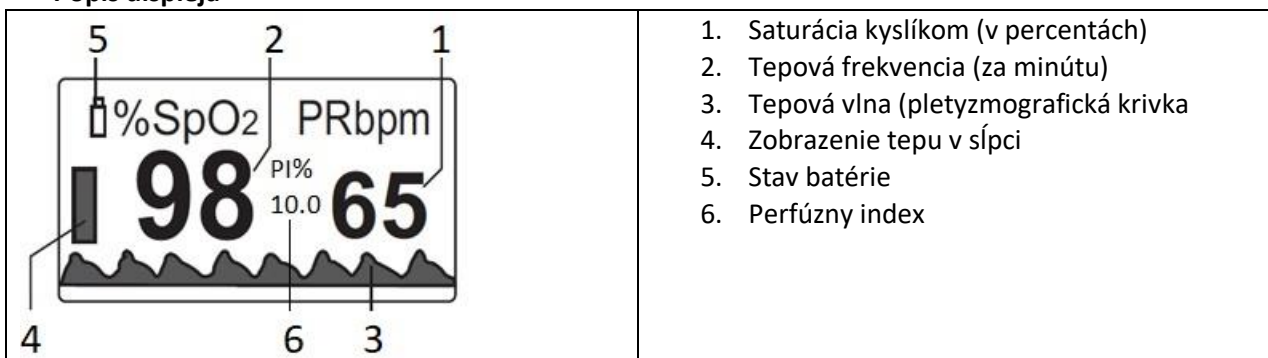 Popis displeja
5 2 1
%SpO2 PRbpm
98 PI% 65
10.0
4 6 3
1. Saturácia kyslíkom (v percentách)
2. Tepová frekvencia (za minútu)
3. Tepová vlna (pletyzmografická krivka
4. Zobrazenie tepu v sĺpci
5. Stav batérie
6. Perfúzny index